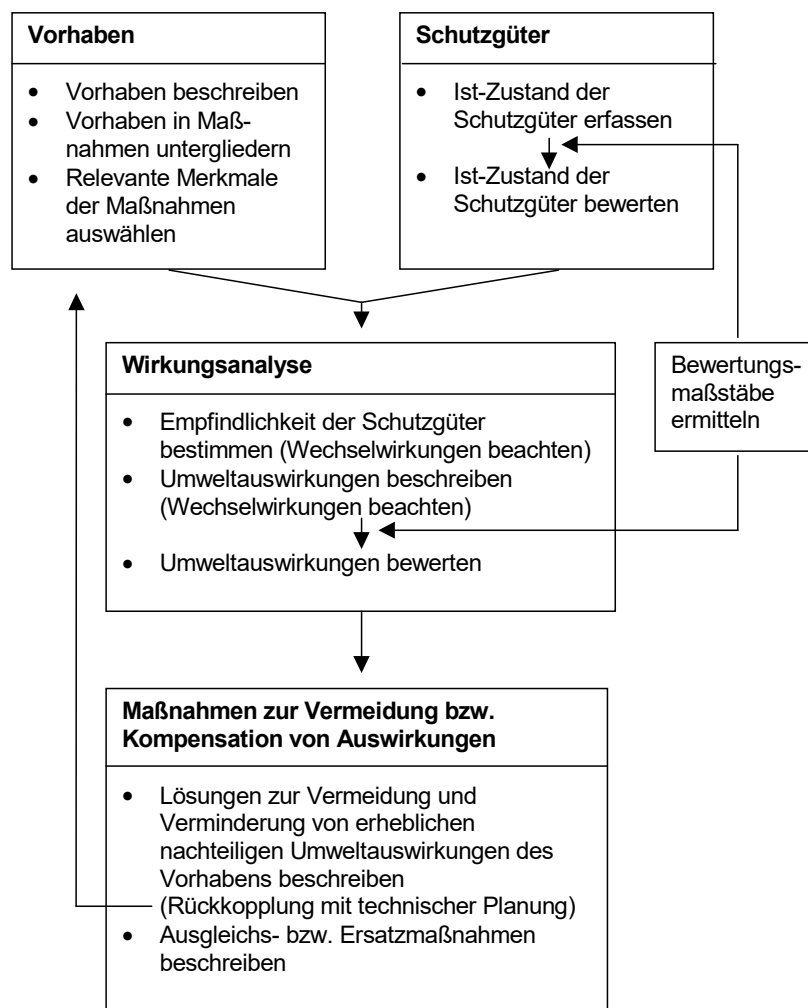 Vorhaben
• Vorhaben beschreiben
• Vorhaben in Maß-
nahmen untergliedern
• Relevante Merkmale
der Maßnahmen
auswählen
Schutzgüter
• Ist-Zustand der
Schutzgüter erfassen
• Ist-Zustand der
Schutzgüter bewerten
Wirkungsanalyse
• Empfindlichkeit der Schutzgüter
bestimmen (Wechselwirkungen beachten)
• Umweltauswirkungen beschreiben
(Wechselwirkungen beachten)
• Umweltauswirkungen bewerten
Bewertungs-
maßstäbe
ermitteln
Maßnahmen zur Vermeidung bzw.
Kompensation von Auswirkungen
• Lösungen zur Vermeidung und
Verminderung von erheblichen
nachteiligen Umweltauswirkungen des
Vorhabens beschreiben
(Rückkopplung mit technischer Planung)
• Ausgleichs- bzw. Ersatzmaßnahmen
beschreiben